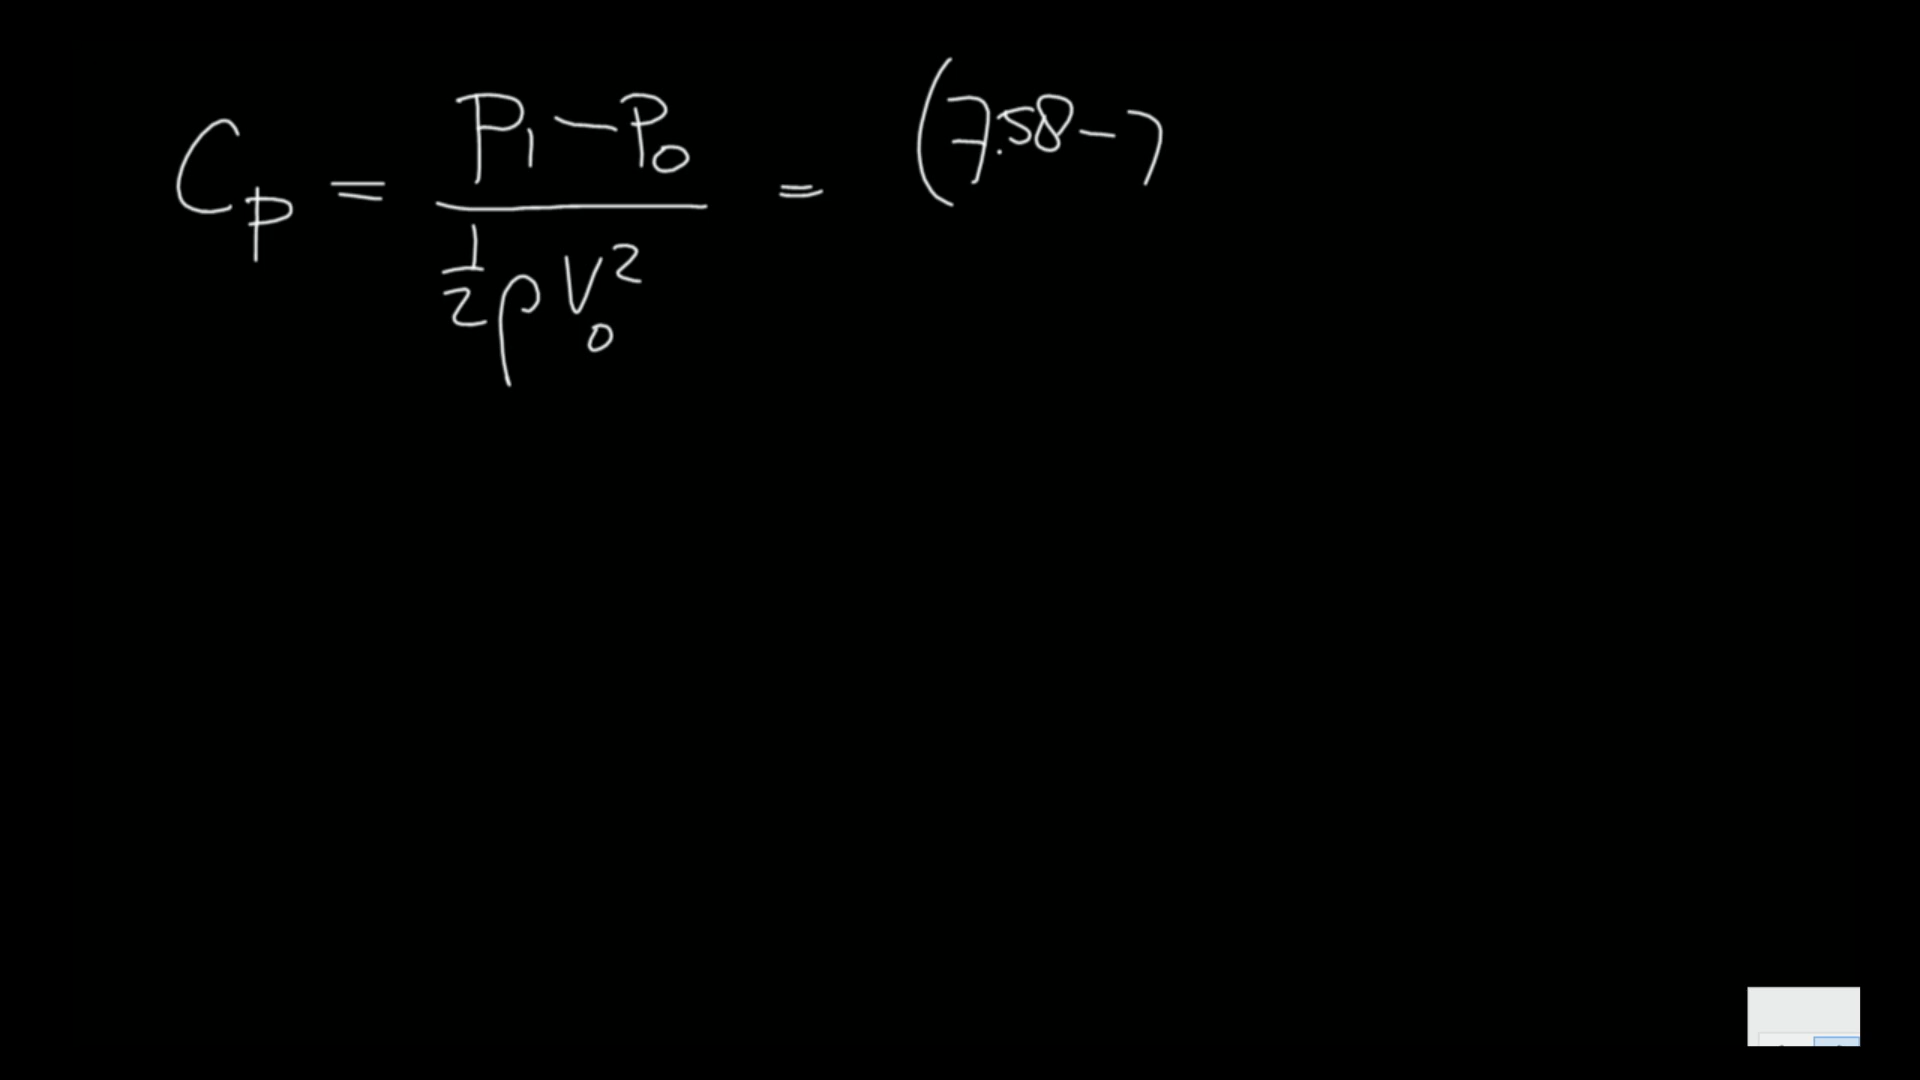 Cp = (p₁ − p₀) / (½ρV₀²) = (7.58 − 7